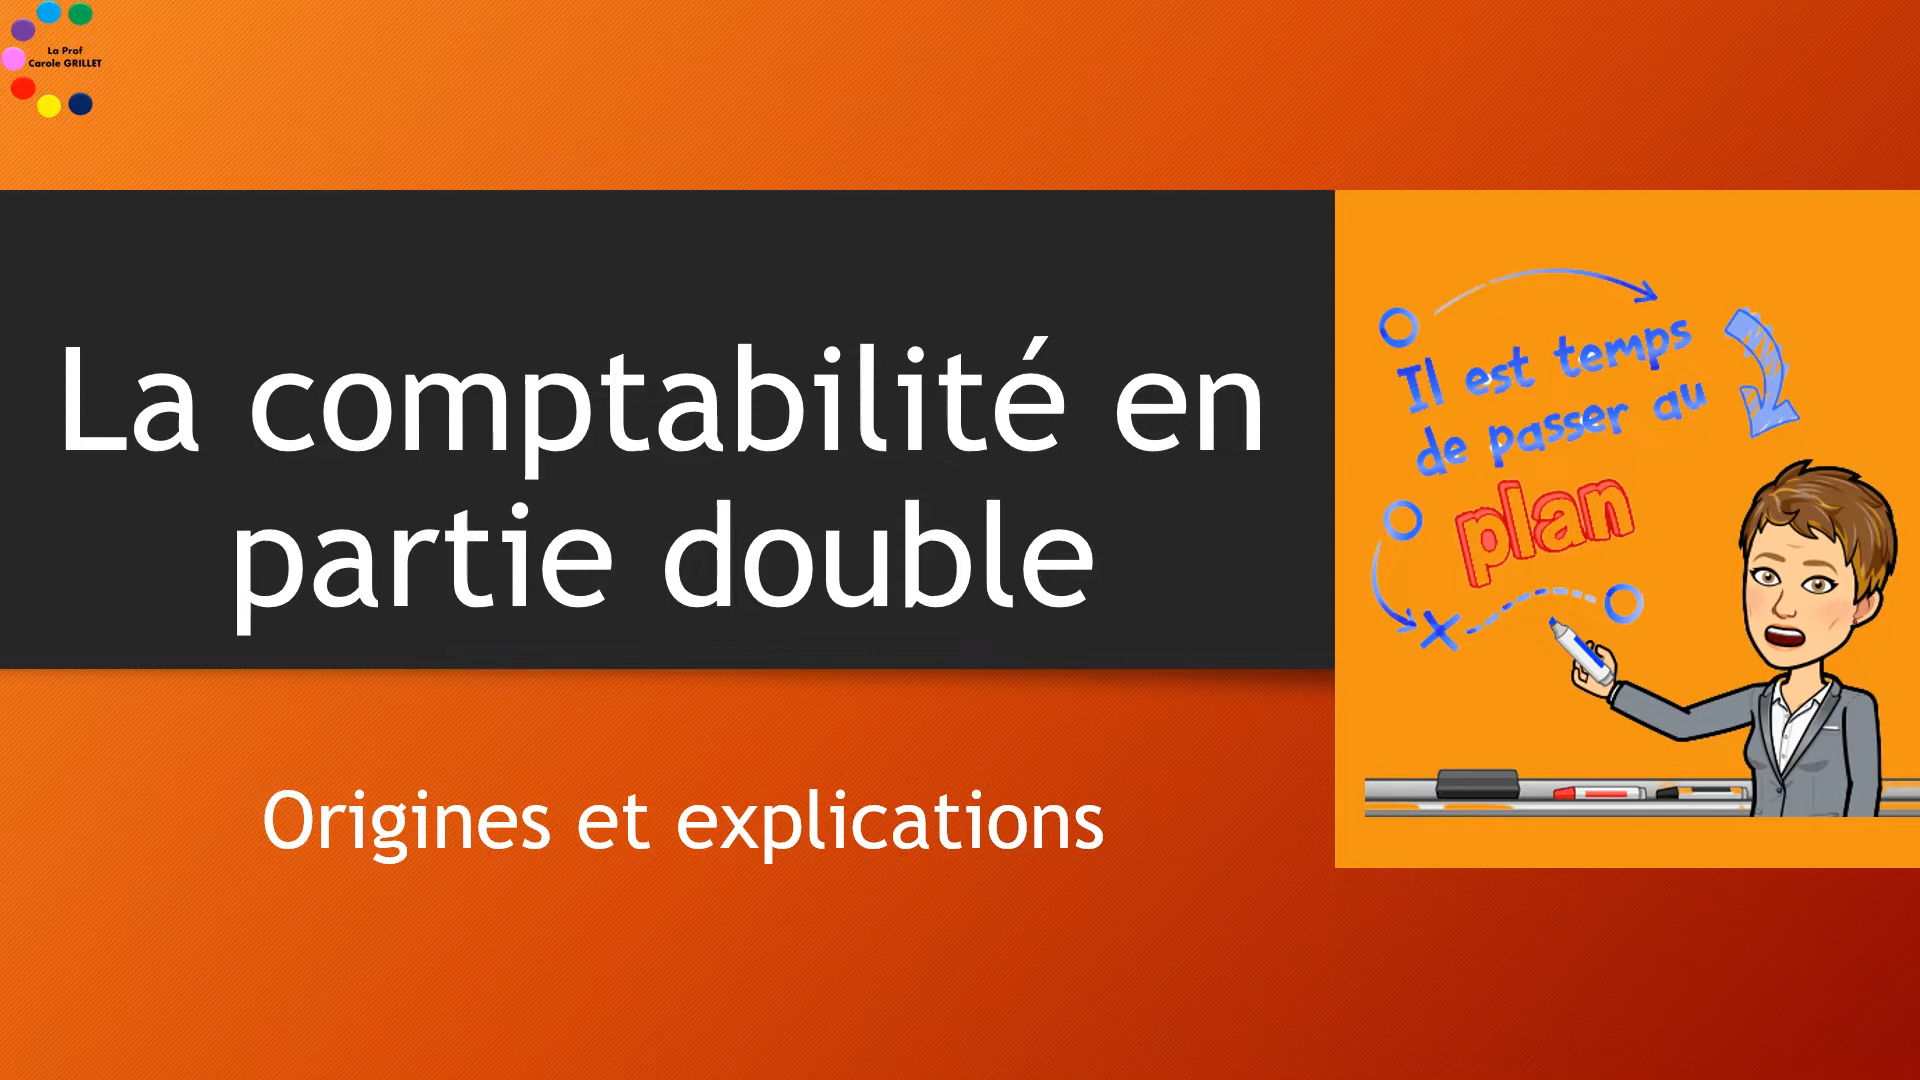 La Prof
Carole GRILLET
La comptabilité en
partie double
Origines et explications
Il est temps
de passer au
plan